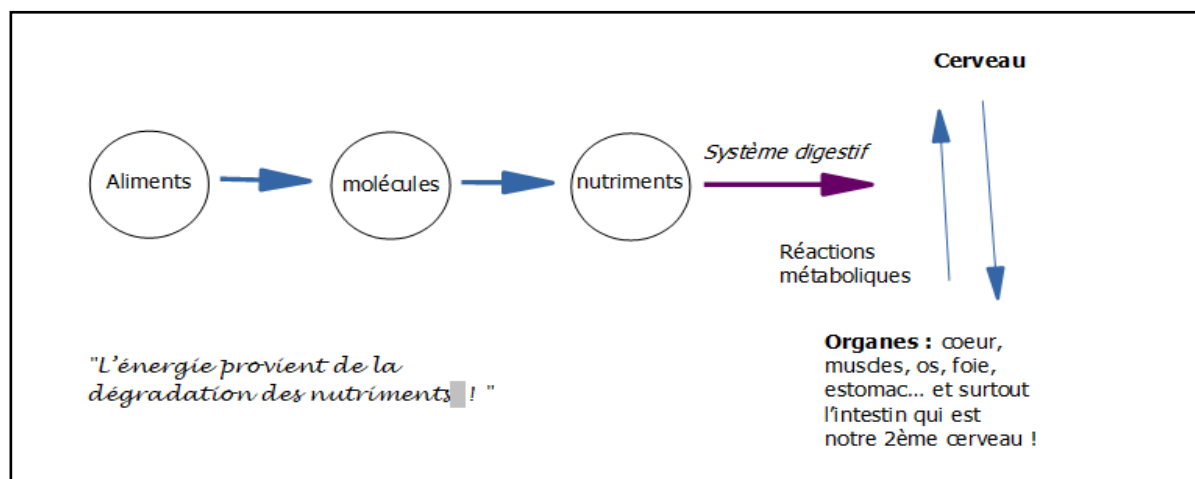 Cerveau
Système digestif
Aliments
molécules
nutriments
Réactions
métaboliques
"L'énergie provient de la
dégradation des nutriments ! "
Organes : coeur,
muscles, os, foie,
estomac... et surtout
l'intestin qui est
notre 2ème cerveau !